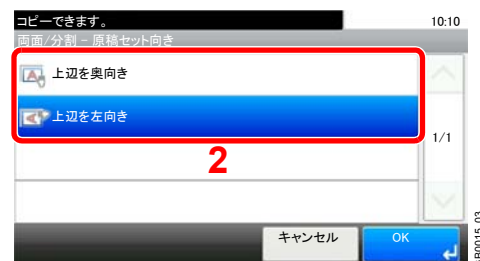 コピーできます。 10:10
両面/分割 - 原稿セット向き
上辺を奥向き
上辺を左向き
1/1
2
キャンセル OK
B0015_03